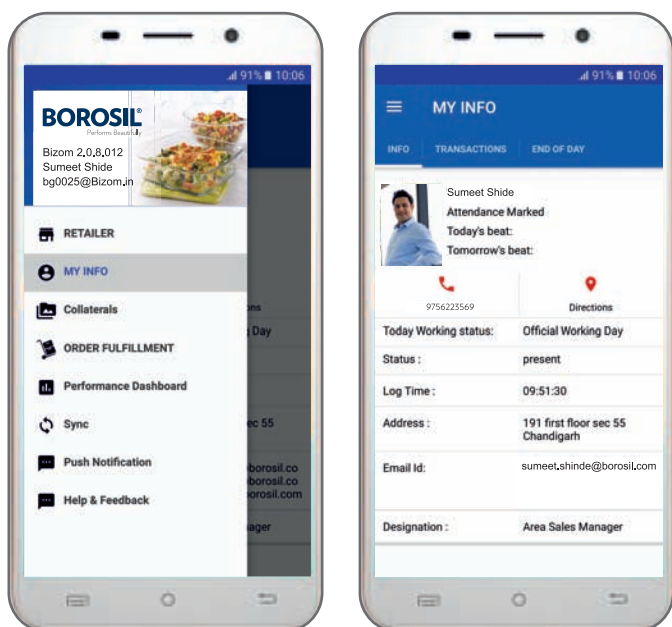 91% 10:06
BOROSIL
Performs Beautifully
Bizom 2.0.8.012
Sumeet Shide
bg0025@Bizom.in
RETAILER
MY INFO
Collaterals
ORDER FULFILLMENT
Performance Dashboard
Sync
Push Notification
Help & Feedback
ons
Day
ec 55
borosil.co
borosil.co
orosil.com
ager
91% 10:06
MY INFO
INFO TRANSACTIONS END OF DAY
Sumeet Shide
Attendance Marked
Today's beat:
Tomorrow's beat:
9756223569 Directions
Today Working status: Official Working Day
Status : present
Log Time : 09:51:30
Address : 191 first floor sec 55
Chandigarh
Email Id: sumeet.shinde@borosil.com
Designation : Area Sales Manager